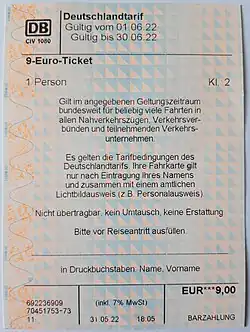 DB
CIV 1080
Deutschlandtarif
Gültig vom 01 06.22
Gültig bis 30 06 22
9-Euro-Ticket
1 Person Kl. 2
Gilt im angegebenen Geltungszeitraum
bundesweit für beliebig viele Fahrten in
allen Nahverkehrszügen, Verkehrsver-
bünden und teilnehmenden Verkehrs-
unternehmen.
Es gelten die Tarifbedingungen des
Deutschlandtarifs. Ihre Fahrkarte gilt
nur nach Eintragung Ihres Namens
und zusammen mit einem amtlichen
Lichtbildausweis (z.B. Personalausweis)
Nicht übertragbar, kein Umtausch, keine Erstattung
Bitte vor Reiseantritt ausfüllen.
in Druckbuchstaben: Name, Vorname
EUR***9,00
692236909 (inkl. 7% MwSt)
70451753-73
11 31 05.22 18:05 BARZAHLUNG